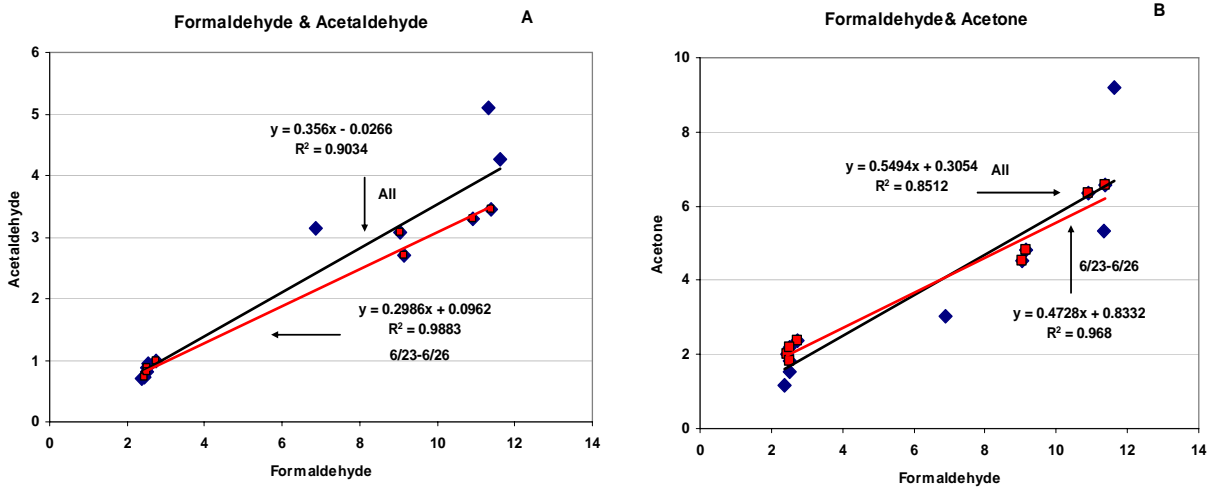 Formaldehyde & Acetaldehyde
A
6
5
4
3
2
1
0
Acetaldehyde
y = 0.356x - 0.0266
R² = 0.9034
All
y = 0.2986x + 0.0962
R² = 0.9883
6/23-6/26
0 2 4 6 8 10 12 14
Formaldehyde
Formaldehyde& Acetone
B
10
8
6
4
2
0
Acetone
y = 0.5494x + 0.3054
R² = 0.8512
All
6/23-6/26
y = 0.4728x + 0.8332
R² = 0.968
0 2 4 6 8 10 12 14
Formaldehyde